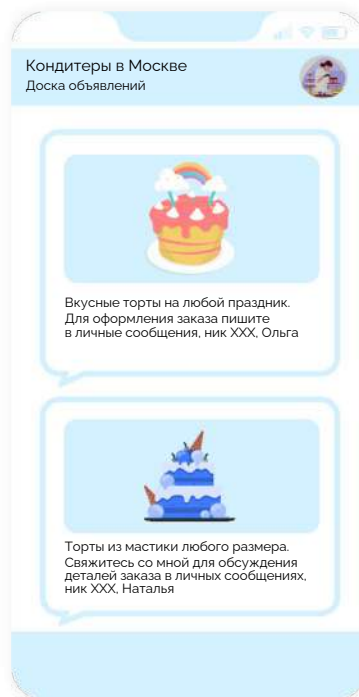 Кондитеры в Москве
Доска объявлений
Вкусные торты на любой праздник.
Для оформления заказа пишите
в личные сообщения, ник XXX, Ольга
Торты из мастики любого размера.
Свяжитесь со мной для обсуждения
деталей заказа в личных сообщениях,
ник XXX, Наталья